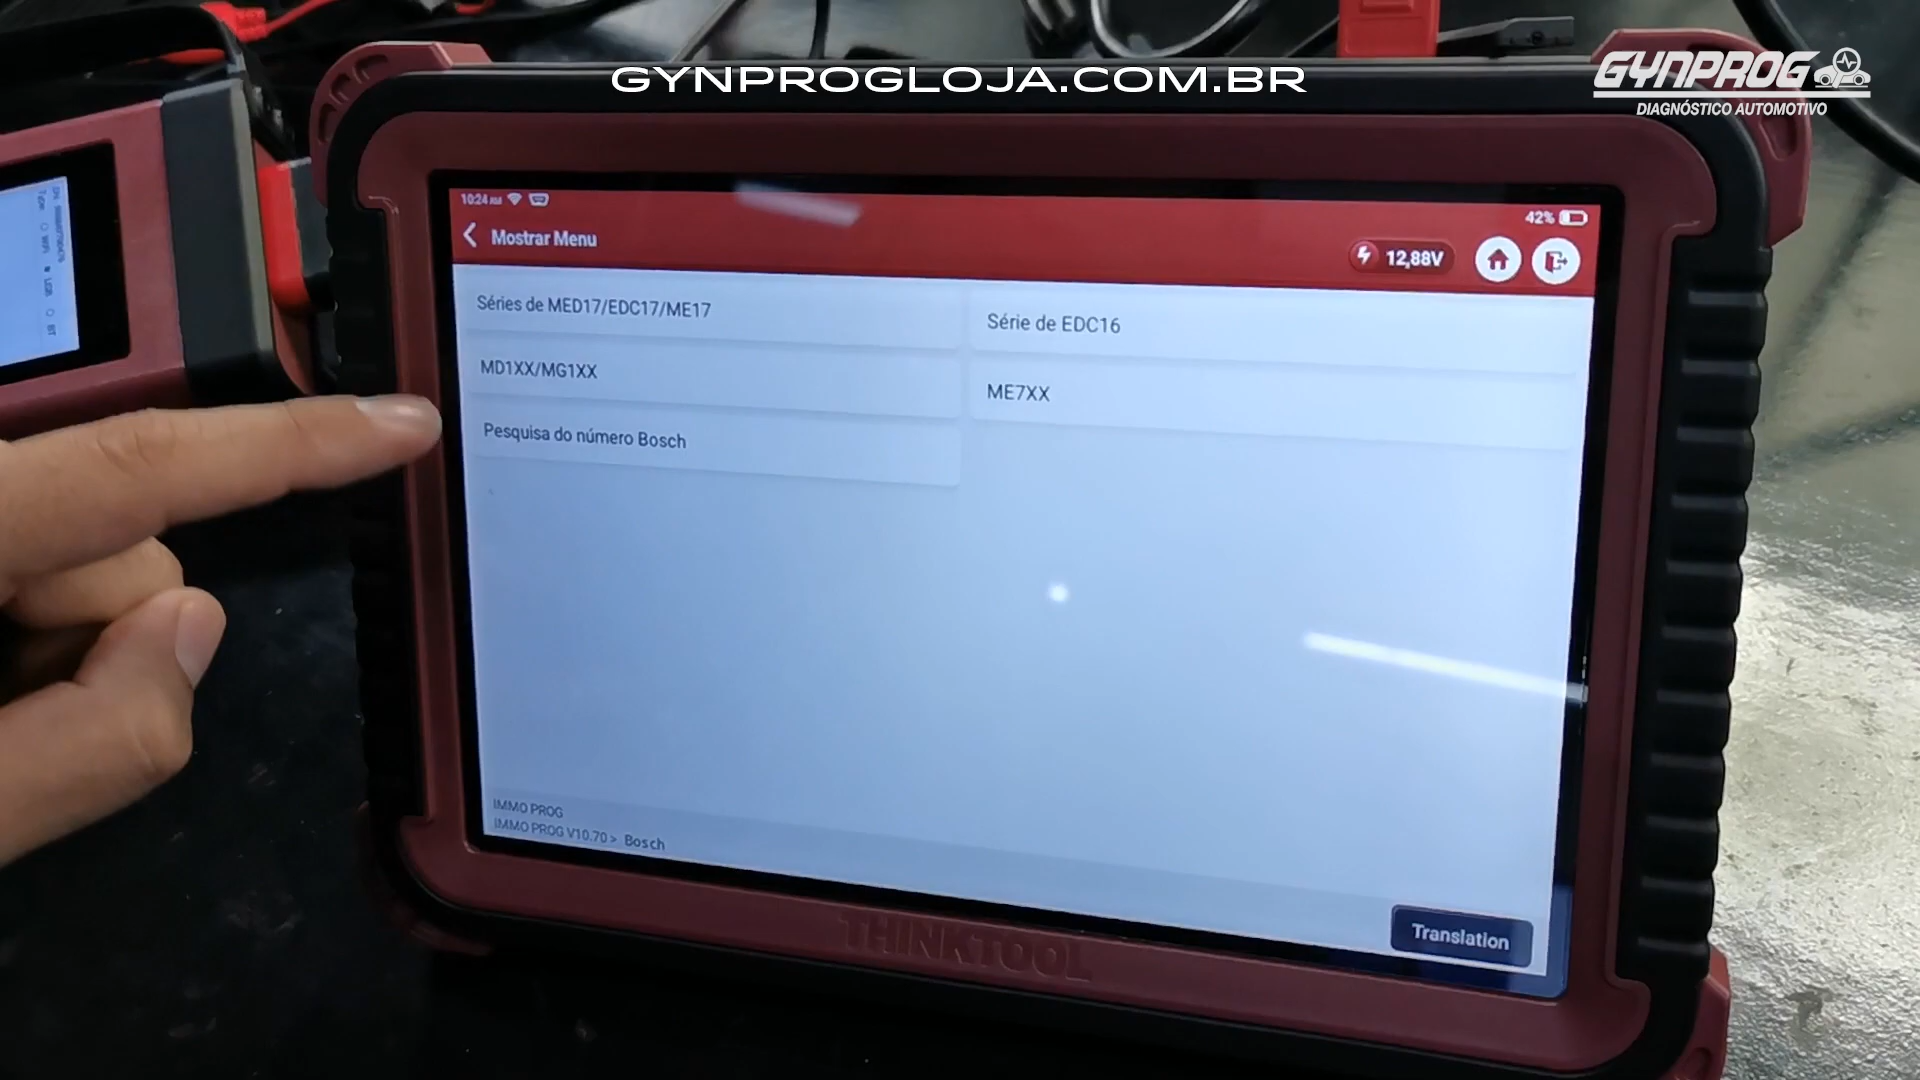 GYNPROGLOJA.COM.BR
GYNPROG
DIAGNÓSTICO AUTOMOTIVO
10:24 AM
42%
Mostrar Menu
12,88V
Séries de MED17/EDC17/ME17
Série de EDC16
MD1XX/MG1XX
ME7XX
Pesquisa do número Bosch
IMMO PROG
IMMO PROG V10.70 > Bosch
Translation
THINKTOOL